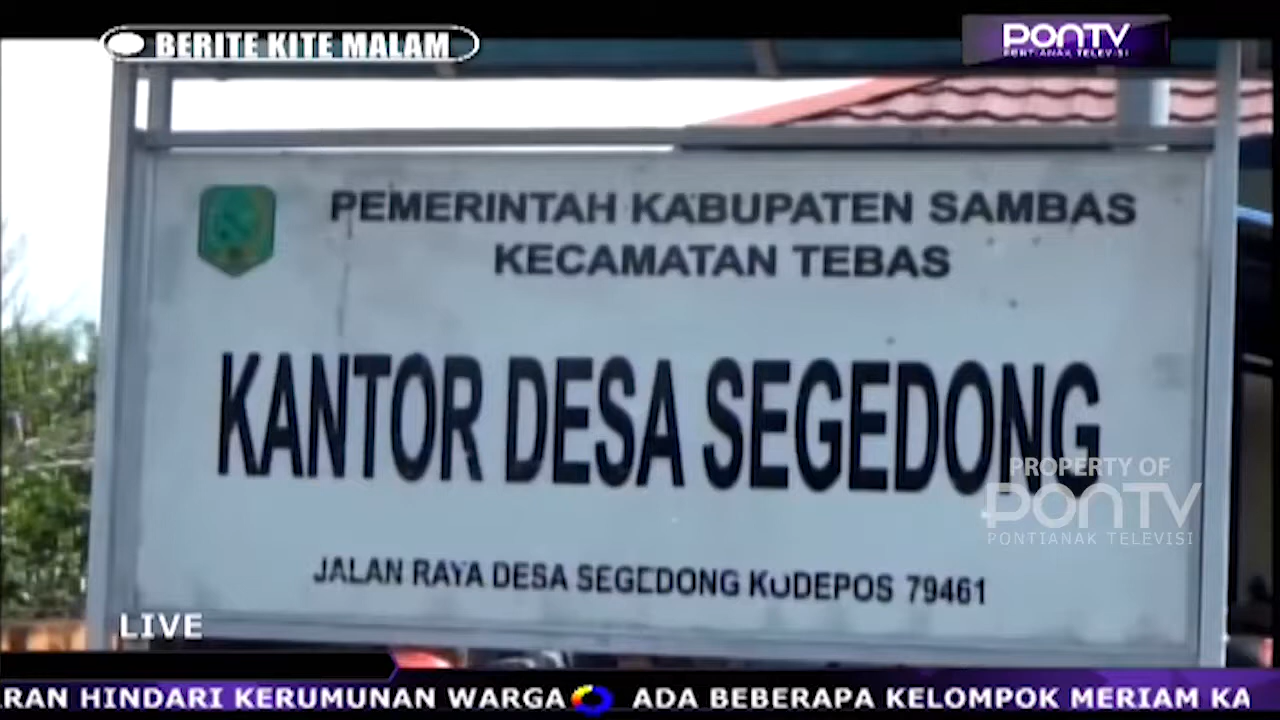 BERITE KITE MALAM
PONTV
PONTIANAK TELEVISI
PEMERINTAH KABUPATEN SAMBAS
KECAMATAN TEBAS
KANTOR DESA SEGEDONG
PROPERTY OF
PONTV
PONTIANAK TELEVISI
JALAN RAYA DESA SEGEDONG KODEPOS 79461
LIVE
RAN HINDARI KERUMUNAN WARGA ADA BEBERAPA KELOMPOK MERIAM KA